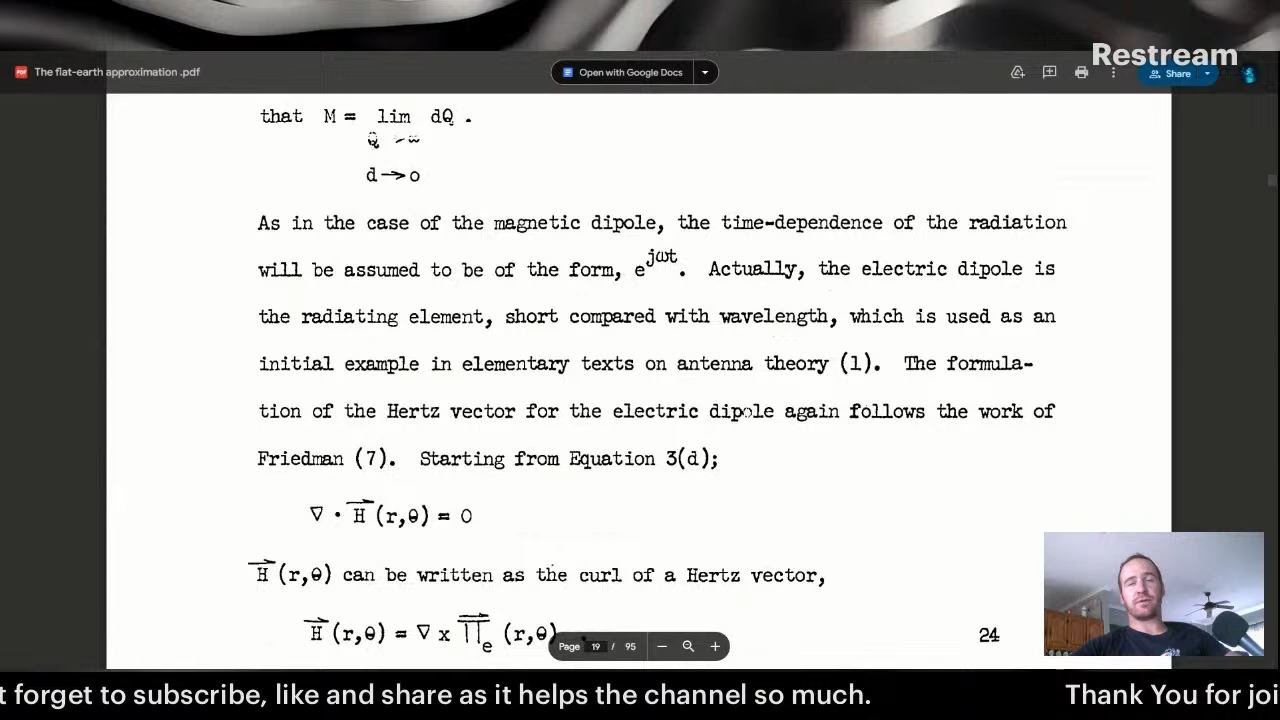 Restream
The flat-earth approximation .pdf
Open with Google Docs
Share
that M = lim dQ .
Q → ∞
d → o
As in the case of the magnetic dipole, the time-dependence of the radiation
will be assumed to be of the form, e^jωt. Actually, the electric dipole is
the radiating element, short compared with wavelength, which is used as an
initial example in elementary texts on antenna theory (1). The formula-
tion of the Hertz vector for the electric dipole again follows the work of
Friedman (7). Starting from Equation 3(d);
∇ · H⃗ (r,θ) = 0
H⃗ (r,θ) can be written as the curl of a Hertz vector,
H⃗ (r,θ) = ∇ x ∏⃗e (r,θ)
24
Page 19 / 95
t forget to subscribe, like and share as it helps the channel so much. Thank You for joi